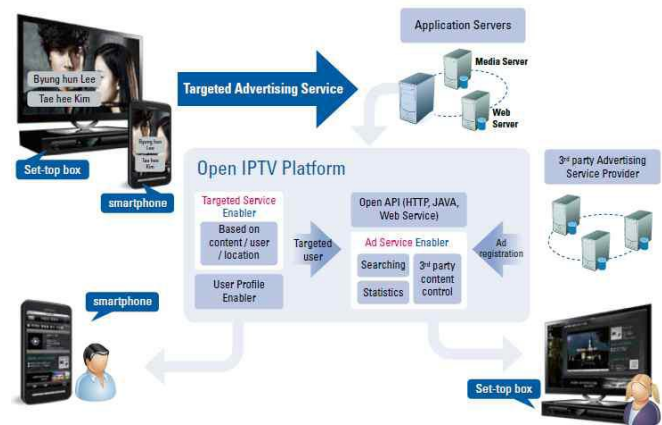 Application Servers
Byung hun Lee
Tae hee Kim
Targeted Advertising Service
Media Server
Web
Server
Byung hun
Lee
Tae hee
Kim
Set-top box
smartphone
Open IPTV Platform
3rd party Advertising
Service Provider
Targeted Service
Enabler
Based on
content / user
/ location
User Profile
Enabler
Targeted
user
Open API (HTTP, JAVA,
Web Service)
Ad Service Enabler
Searching
Statistics
3rd party
content
control
Ad
registration
smartphone
Set-top box